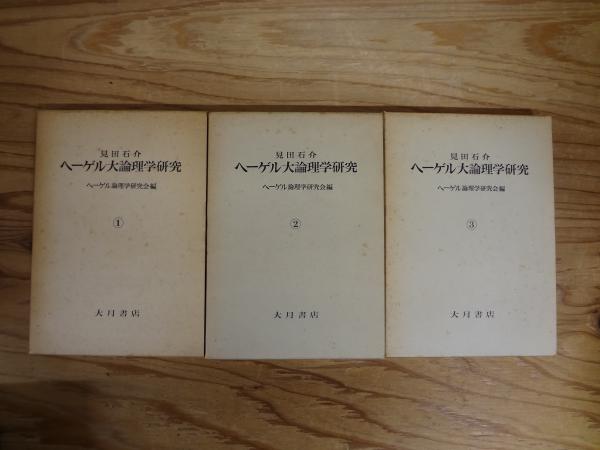 見田石介
ヘーゲル大論理学研究
ヘーゲル論理学研究会編
①
大月書店
見田石介
ヘーゲル大論理学研究
ヘーゲル論理学研究会編
②
大月書店
見田石介
ヘーゲル大論理学研究
ヘーゲル論理学研究会編
③
大月書店